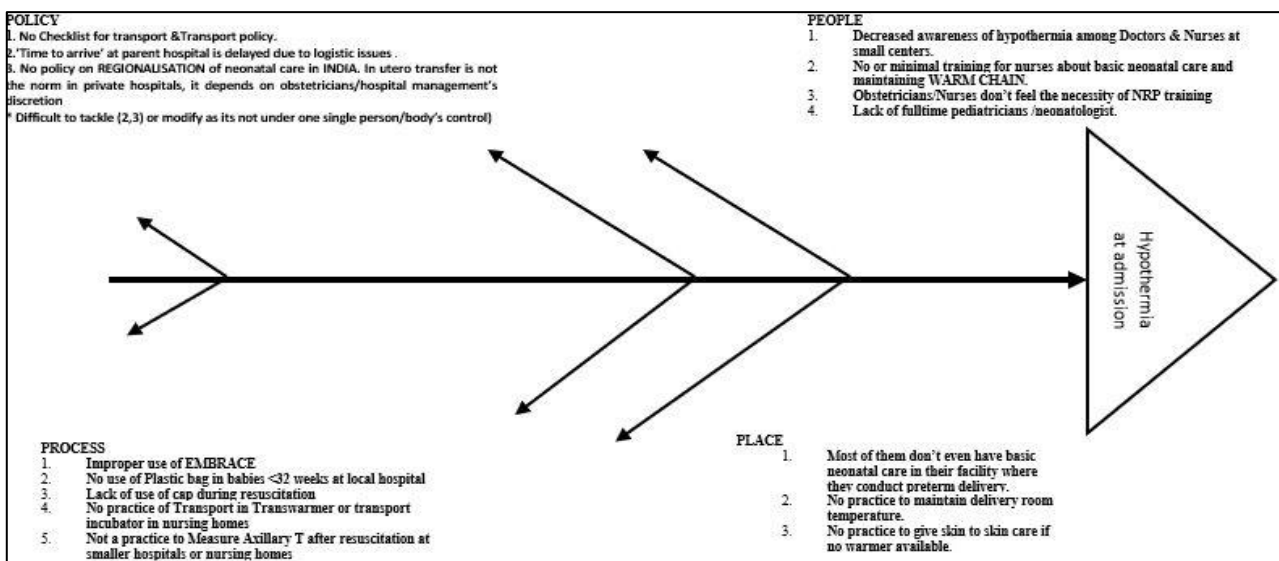 POLICY
1. No Checklist for transport &Transport policy.
2.'Time to arrive' at parent hospital is delayed due to logistic issues .
3. No policy on REGIONALISATION of neonatal care in INDIA. In utero transfer is not
the norm in private hospitals, it depends on obstetricians/hospital management's
discretion
* Difficult to tackle (2,3) or modify as its not under one single person/body's control)
PEOPLE
1. Decreased awareness of hypothermia among Doctors & Nurses at
small centers.
2. No or minimal training for nurses about basic neonatal care and
maintaining WARM CHAIN.
3. Obstetricians/Nurses don't feel the necessity of NRP training
4. Lack of fulltime pediatricians /neonatologist.
Hypothermia
at admission
PROCESS
1. Improper use of EMBRACE
2. No use of Plastic bag in babies <32 weeks at local hospital
3. Lack of use of cap during resuscitation
4. No practice of Transport in Transwarmer or transport
incubator in nursing homes
5. Not a practice to Measure Axillary T after resuscitation at
smaller hospitals or nursing homes
PLACE
1. Most of them don't even have basic
neonatal care in their facility where
they conduct preterm delivery.
2. No practice to maintain delivery room
temperature.
3. No practice to give skin to skin care if
no warmer available.